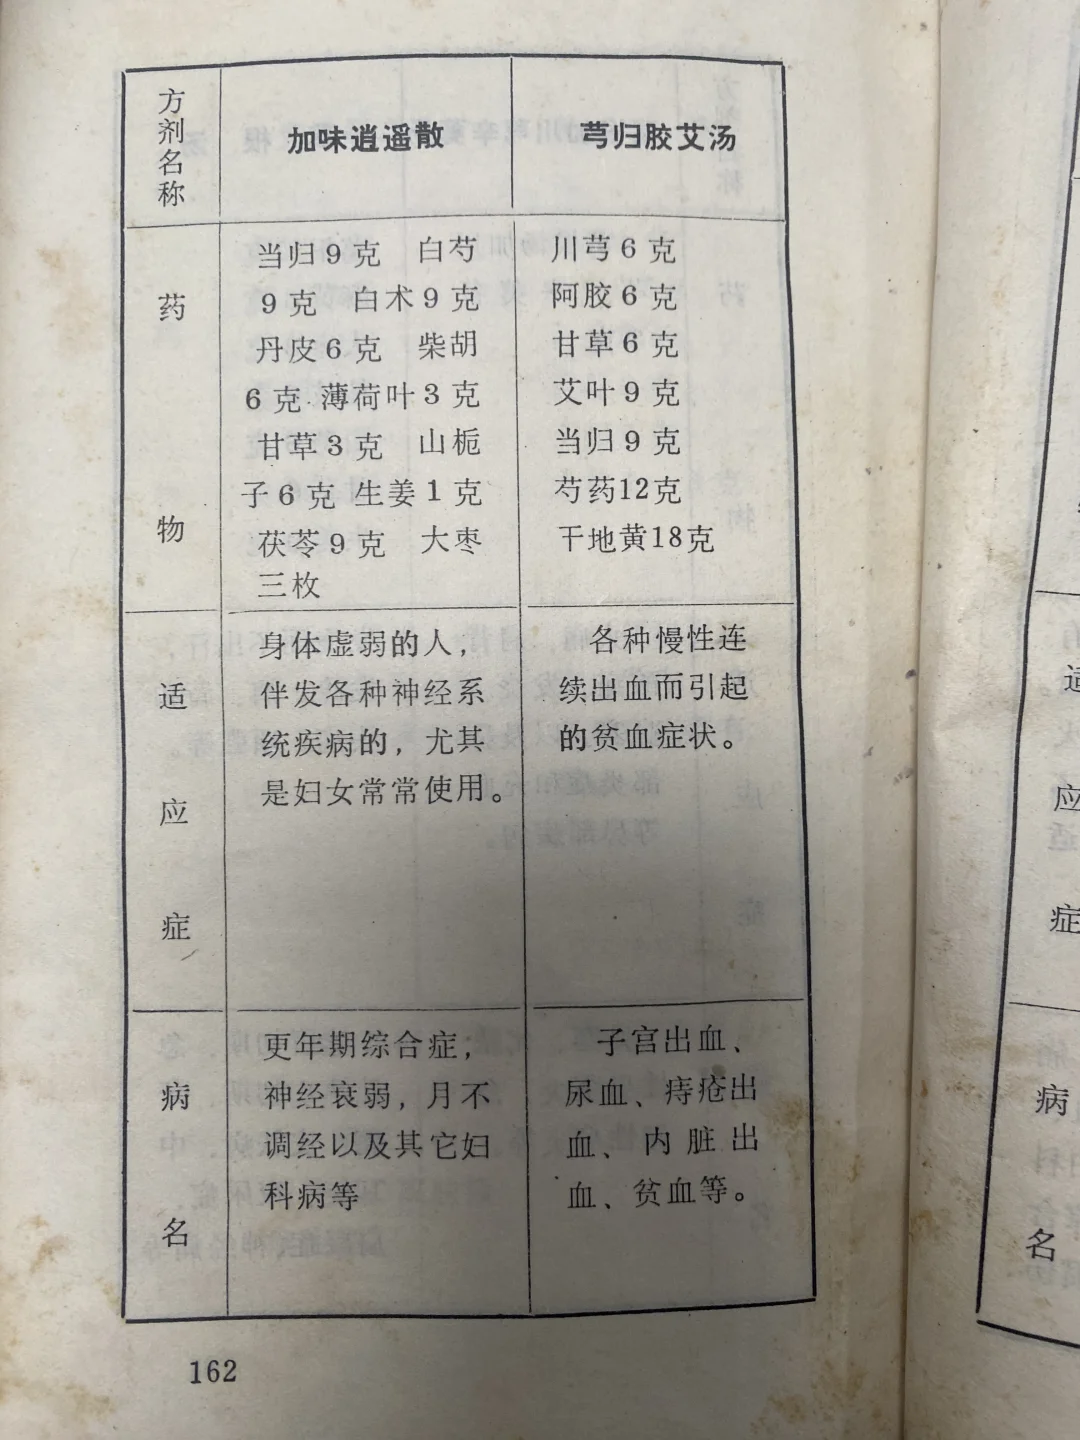 方剂名称
加味逍遥散
芎归胶艾汤
药物
当归9克 白芍
9克 白术9克
丹皮6克 柴胡
6克 薄荷叶3克
甘草3克 山栀
子6克 生姜1克
茯苓9克 大枣
三枚
川芎6克
阿胶6克
甘草6克
艾叶9克
当归9克
芍药12克
干地黄18克
适应症
身体虚弱的人，
伴发各种神经系
统疾病的，尤其
是妇女常常使用。
各种慢性连
续出血而引起
的贫血症状。
病名
更年期综合症，
神经衰弱，月不
调经以及其它妇
科病等
子宫出血、
尿血、痔疮出
血、内脏出
血、贫血等。
162
适
应
症
病
名